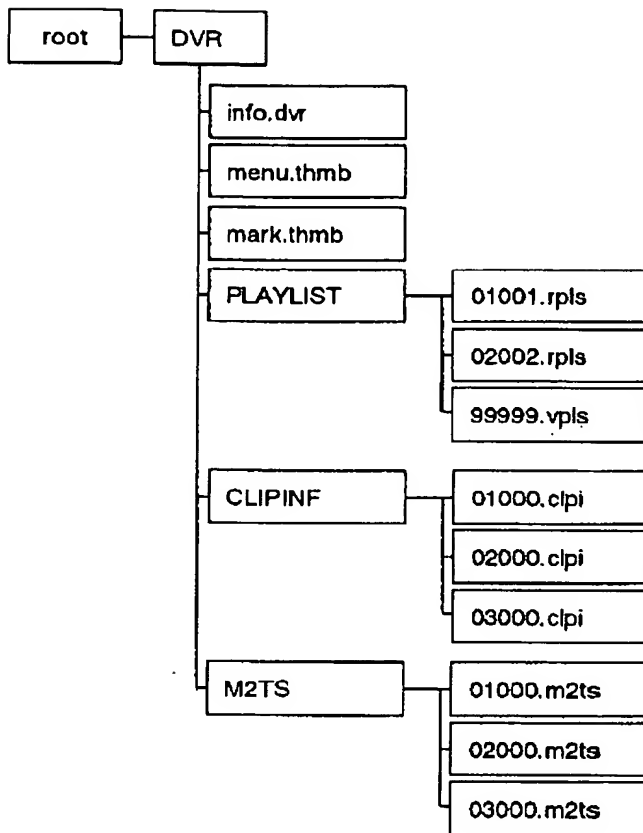 root
DVR
info.dvr
menu.thmb
mark.thmb
PLAYLIST
01001.rpls
02002.rpls
99999.vpls
CLIPINF
01000.clpi
02000.clpi
03000.clpi
M2TS
01000.m2ts
02000.m2ts
03000.m2ts